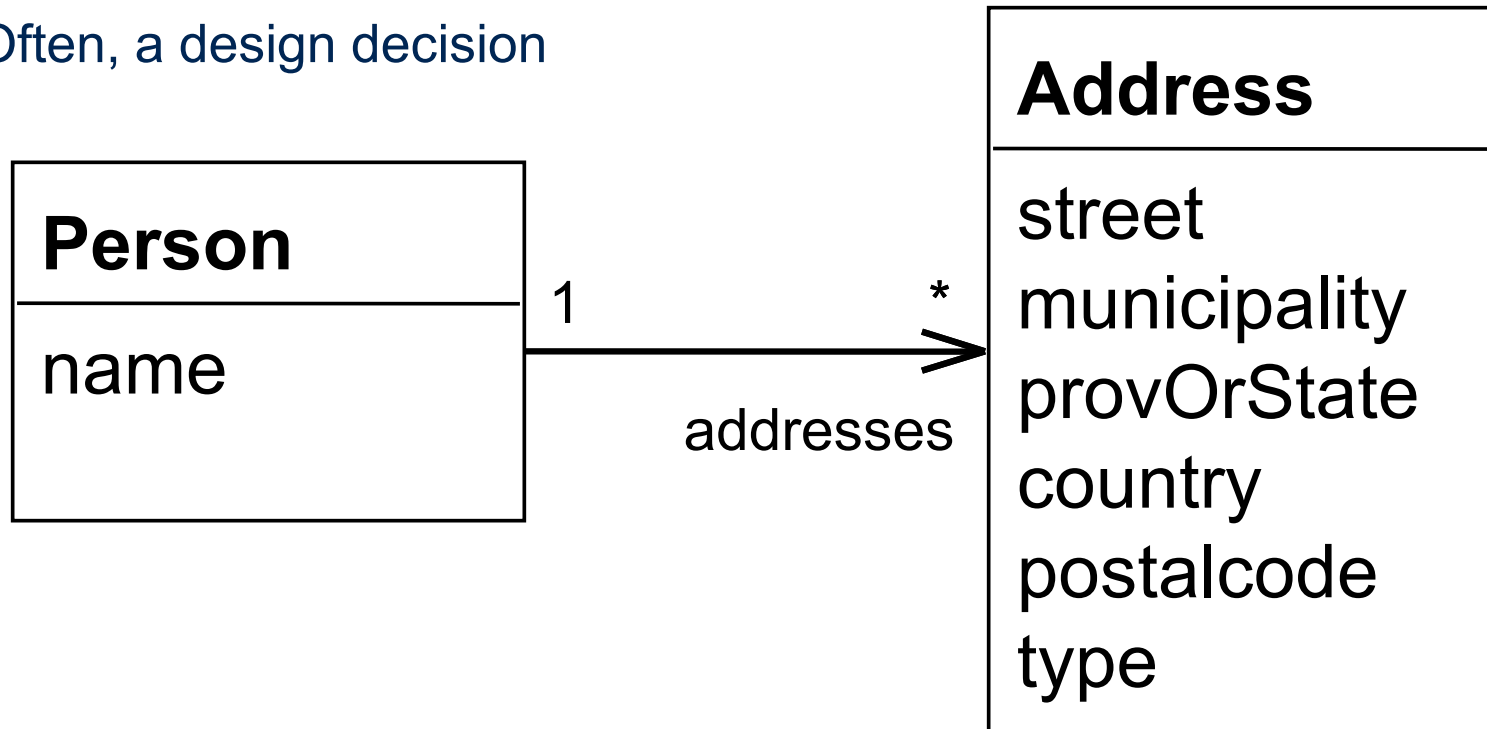 Often, a design decision
Person
name
1
*
addresses
Address
street
municipality
provOrState
country
postalcode
type